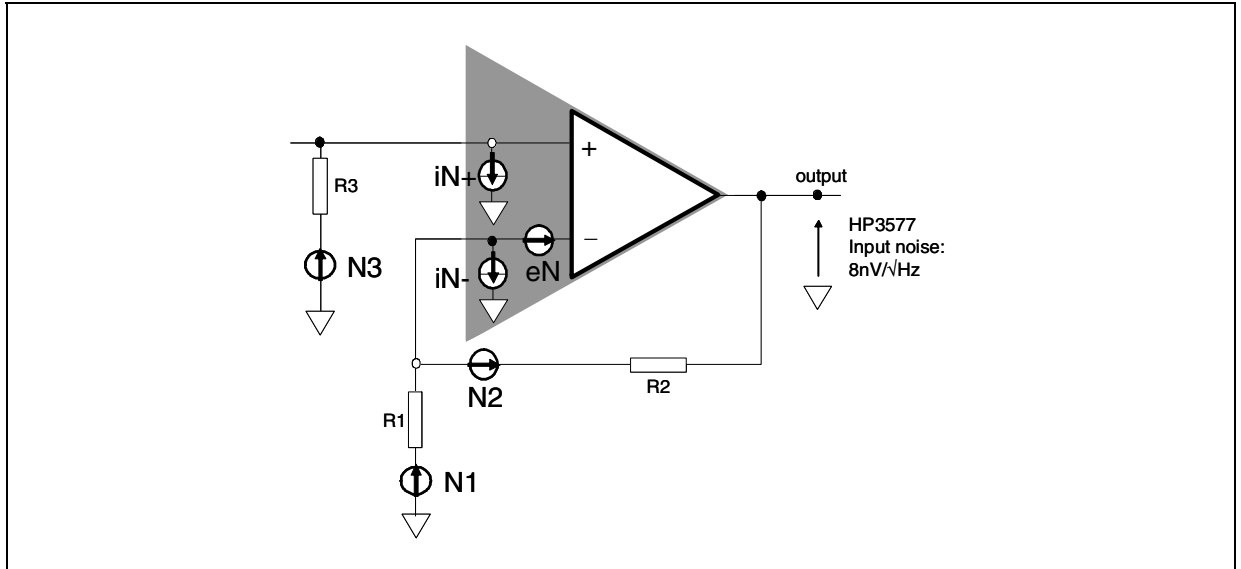 +
iN+
R3
output
HP3577
Input noise:
8nV/√Hz
N3
iN-
eN
−
N2
R2
R1
N1